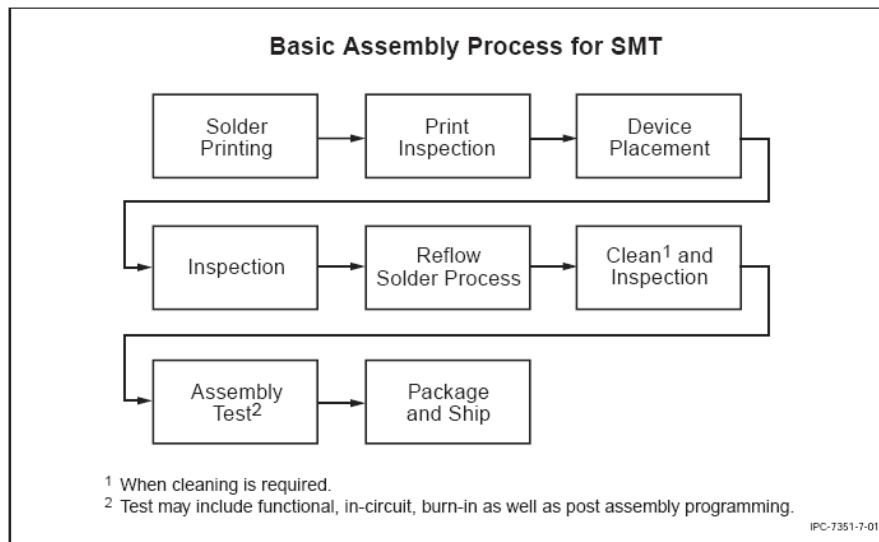 Basic Assembly Process for SMT
Solder
Printing
Print
Inspection
Device
Placement
Inspection
Reflow
Solder Process
Clean¹ and
Inspection
Assembly
Test²
Package
and Ship
¹ When cleaning is required.
² Test may include functional, in-circuit, burn-in as well as post assembly programming.
IPC-7351-7-01